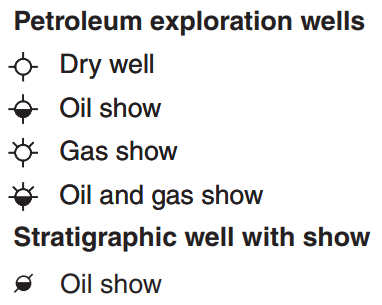 Petroleum exploration wells
Dry well
Oil show
Gas show
Oil and gas show
Stratigraphic well with show
Oil show